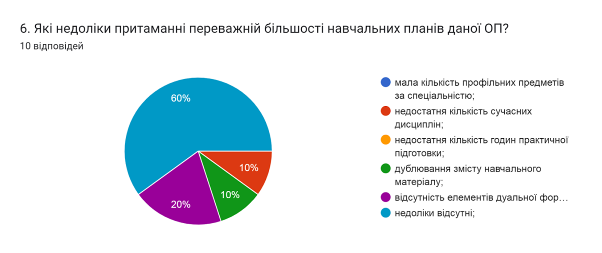 6. Які недоліки притаманні переважній більшості навчальних планів даної ОП?
10 відповідей
60%
10%
10%
20%
мала кількість профільних предметів
за спеціальністю;
недостатня кількість сучасних
дисциплін;
недостатня кількість годин практичної
підготовки;
дублювання змісту навчального
матеріалу;
відсутність елементів дуальної фор…
недоліки відсутні;